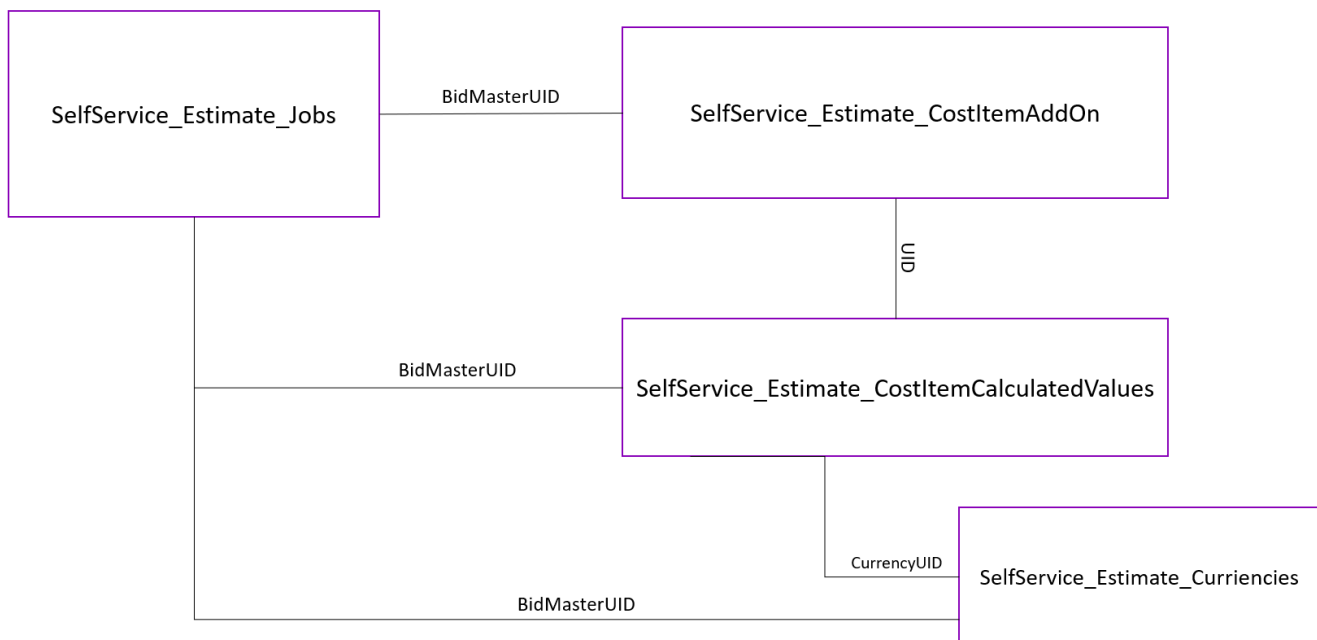 SelfService_Estimate_Jobs
BidMasterUID
SelfService_Estimate_CostItemAddOn
UID
BidMasterUID
SelfService_Estimate_CostItemCalculatedValues
CurrencyUID
SelfService_Estimate_Curriencies
BidMasterUID